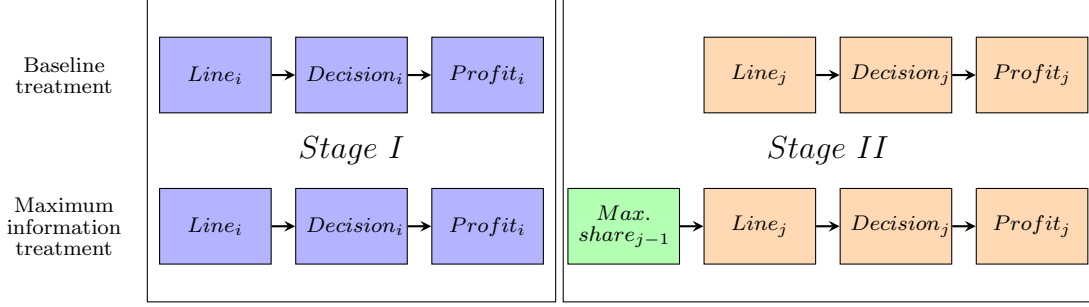 Baseline
treatment
Line_i
Decision_i
Profit_i
Line_j
Decision_j
Profit_j
Stage I
Stage II
Maximum
information
treatment
Line_i
Decision_i
Profit_i
Max.
share_{j−1}
Line_j
Decision_j
Profit_j